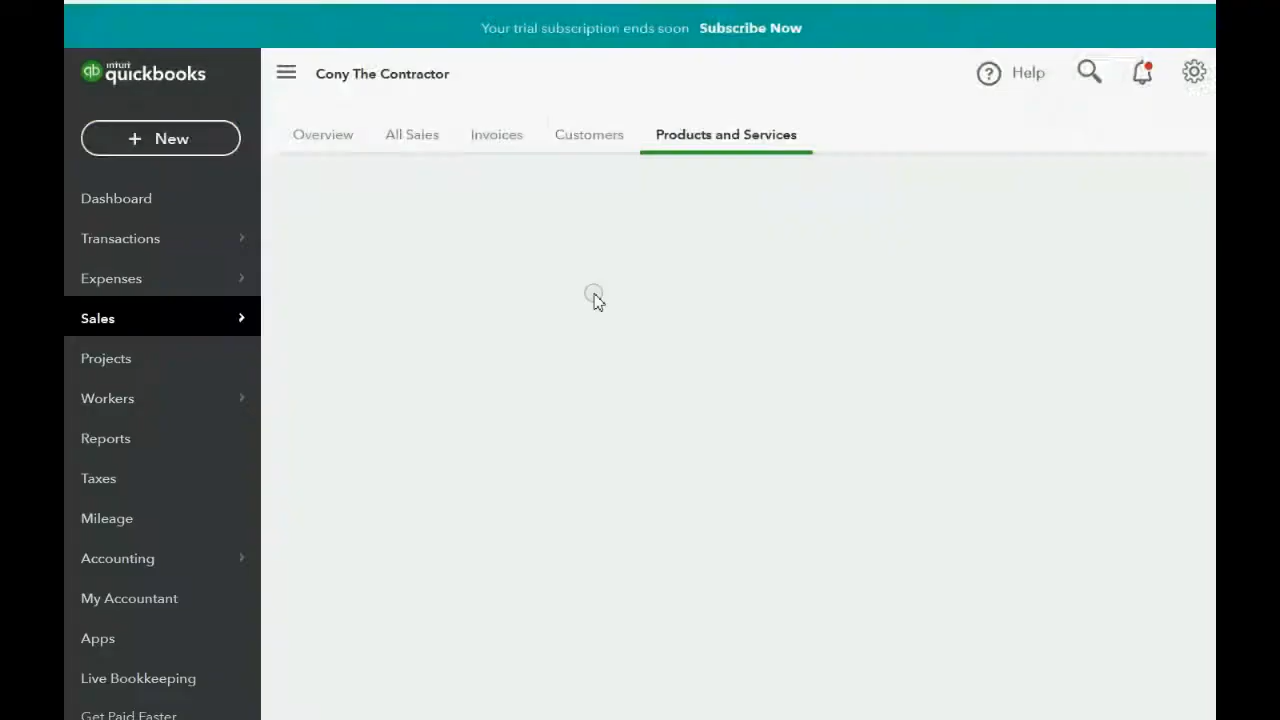 Your trial subscription ends soon Subscribe Now
intuit
quickbooks
Cony The Contractor
Help
+ New
Overview
All Sales
Invoices
Customers
Products and Services
Dashboard
Transactions
Expenses
Sales
Projects
Workers
Reports
Taxes
Mileage
Accounting
My Accountant
Apps
Live Bookkeeping
Get Paid Faster